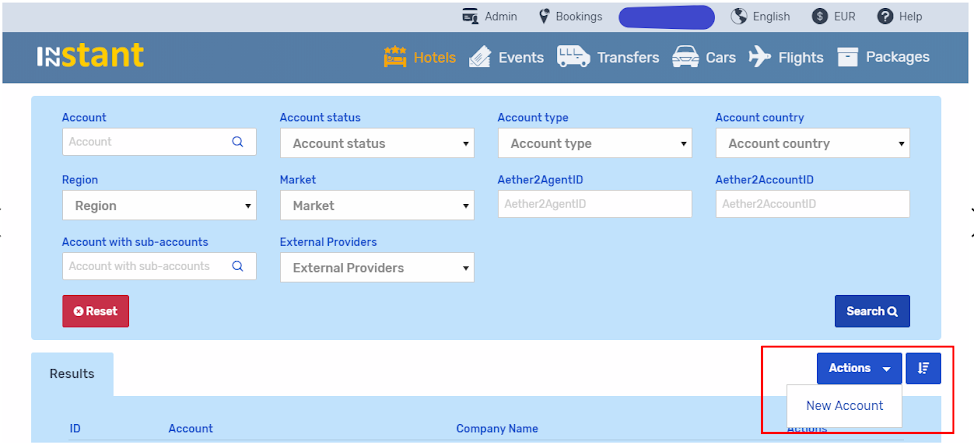 Admin Bookings English $ EUR ? Help
INNstant Hotels Events Transfers Cars Flights Packages
Account Account status Account type Account country
Account Account status Account type Account country
Region Market Aether2AgentID Aether2AccountID
Region Market Aether2AgentID Aether2AccountID
Account with sub-accounts External Providers
Account with sub-accounts External Providers
Reset Search
Results Actions
New Account
ID Account Company Name Actions